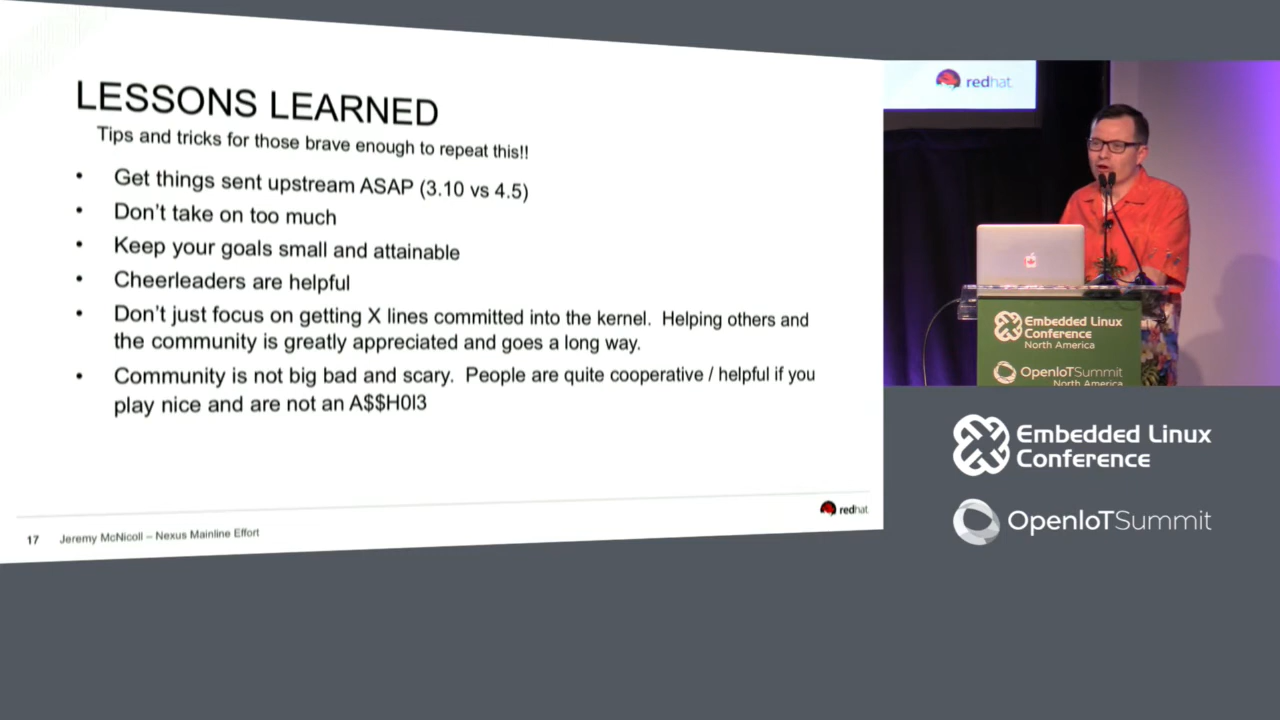 LESSONS LEARNED
Tips and tricks for those brave enough to repeat this!!
• Get things sent upstream ASAP (3.10 vs 4.5)
• Don't take on too much
• Keep your goals small and attainable
• Cheerleaders are helpful
• Don't just focus on getting X lines committed into the kernel. Helping others and
the community is greatly appreciated and goes a long way.
• Community is not big bad and scary. People are quite cooperative / helpful if you
play nice and are not an A$$H0l3
redhat.
17 Jeremy McNicoll – Nexus Mainline Effort
redhat.
Embedded Linux
Conference
North America
OpenIoTSummit
North America
Embedded Linux
Conference
OpenIoTSummit